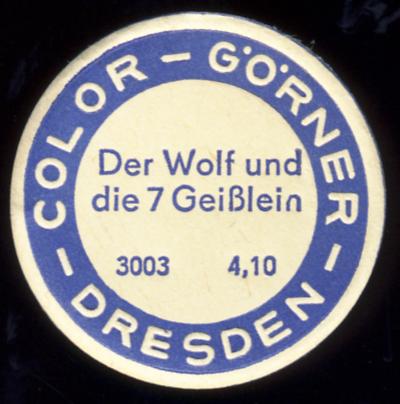 COLOR – GÖRNER – DRESDEN –
Der Wolf und
die 7 Geißlein
3003 4,10